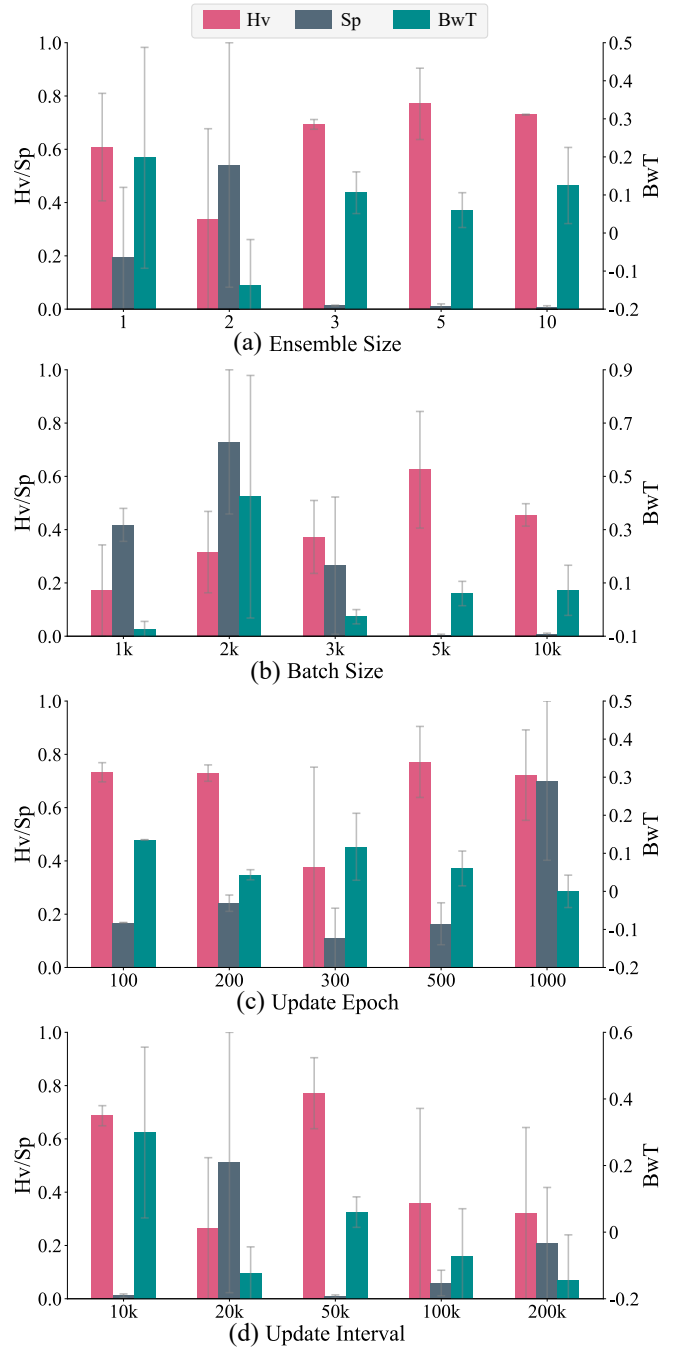 Hv Sp BwT
1.0 0.5
0.8 0.4
0.3
0.6 0.2
0.4 0.1
0
0.2 -0.1
0.0 -0.2
Hv/Sp
BwT
1 2 3 5 10
(a) Ensemble Size
1.0 0.9
0.8 0.7
0.6 0.5
0.4 0.3
0.2 0.1
0.0 -0.1
Hv/Sp
BwT
1k 2k 3k 5k 10k
(b) Batch Size
1.0 0.5
0.8 0.4
0.3
0.6 0.2
0.4 0.1
0
0.2 -0.1
0.0 -0.2
Hv/Sp
BwT
100 200 300 500 1000
(c) Update Epoch
1.0 0.6
0.8 0.4
0.6
0.2
0.4
0
0.2
0.0 -0.2
Hv/Sp
BwT
10k 20k 50k 100k 200k
(d) Update Interval